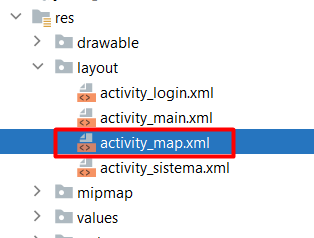 res
drawable
layout
activity_login.xml
activity_main.xml
activity_map.xml
activity_sistema.xml
mipmap
values